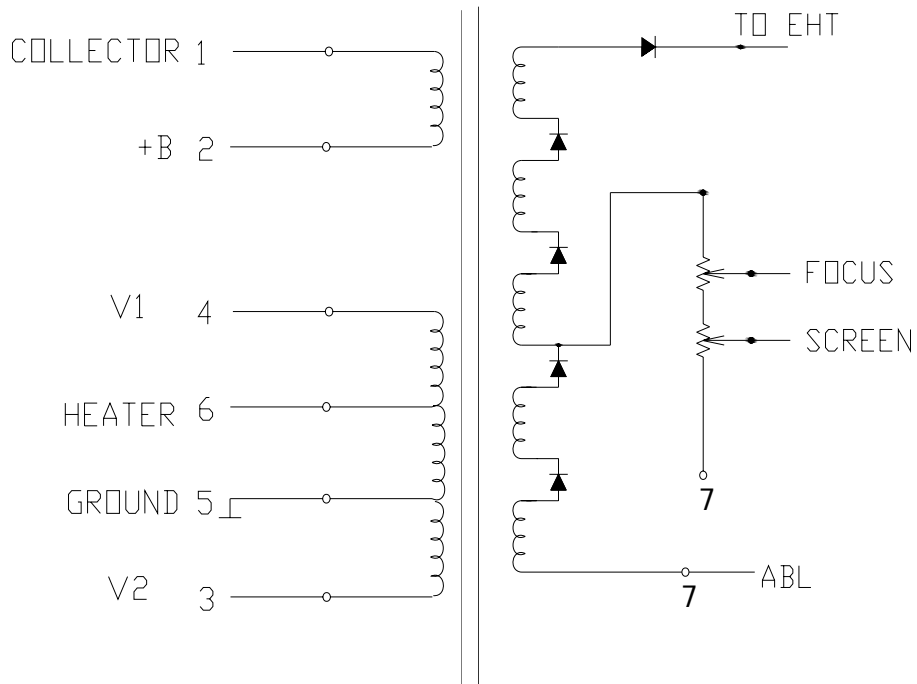 TO EHT
COLLECTOR 1
+B 2
V1 4
FOCUS
SCREEN
HEATER 6
GROUND 5
7
ABL
V2 3
7